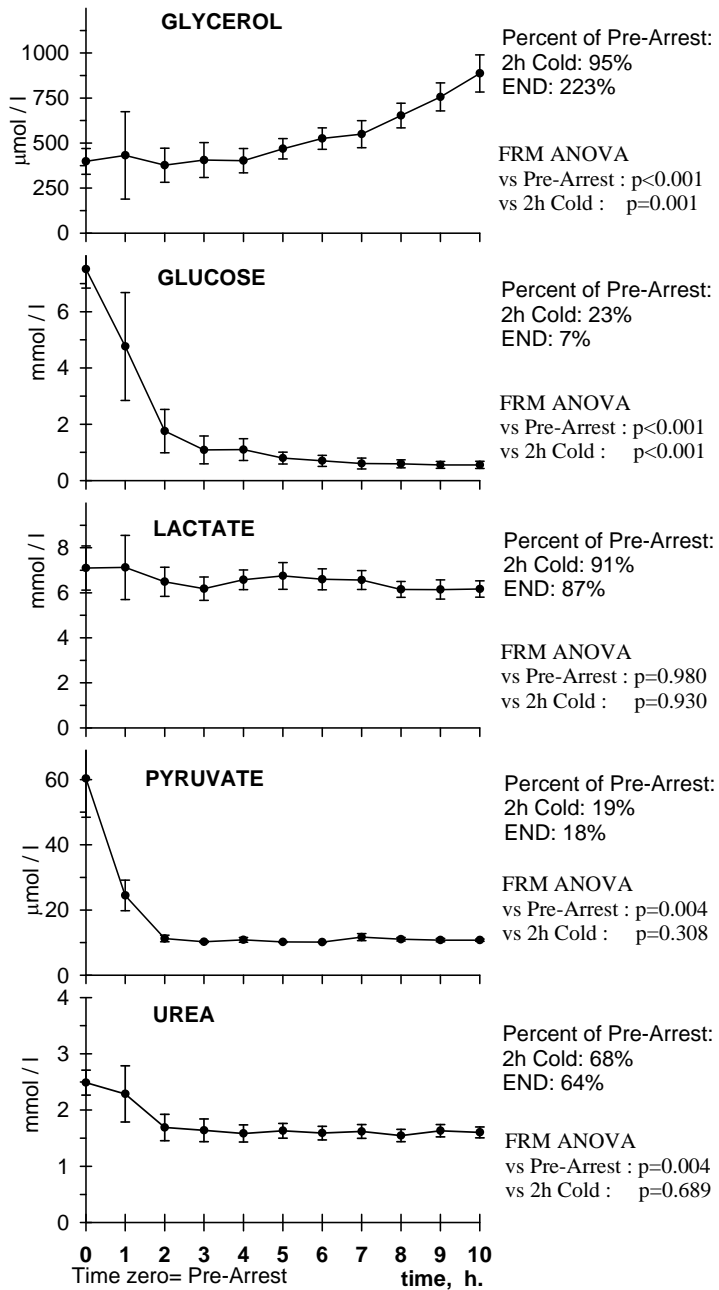 GLYCEROL
1000
750
500
250
0
µmol / l
Percent of Pre-Arrest:
2h Cold: 95%
END: 223%
FRM ANOVA
vs Pre-Arrest : p<0.001
vs 2h Cold : p=0.001
GLUCOSE
6
4
2
0
mmol / l
Percent of Pre-Arrest:
2h Cold: 23%
END: 7%
FRM ANOVA
vs Pre-Arrest : p<0.001
vs 2h Cold : p<0.001
LACTATE
8
6
4
2
0
mmol / l
Percent of Pre-Arrest:
2h Cold: 91%
END: 87%
FRM ANOVA
vs Pre-Arrest : p=0.980
vs 2h Cold : p=0.930
PYRUVATE
60
40
20
0
µmol / l
Percent of Pre-Arrest:
2h Cold: 19%
END: 18%
FRM ANOVA
vs Pre-Arrest : p=0.004
vs 2h Cold : p=0.308
UREA
4
3
2
1
0
mmol / l
Percent of Pre-Arrest:
2h Cold: 68%
END: 64%
FRM ANOVA
vs Pre-Arrest : p=0.004
vs 2h Cold : p=0.689
0 1 2 3 4 5 6 7 8 9 10
Time zero= Pre-Arrest time, h.